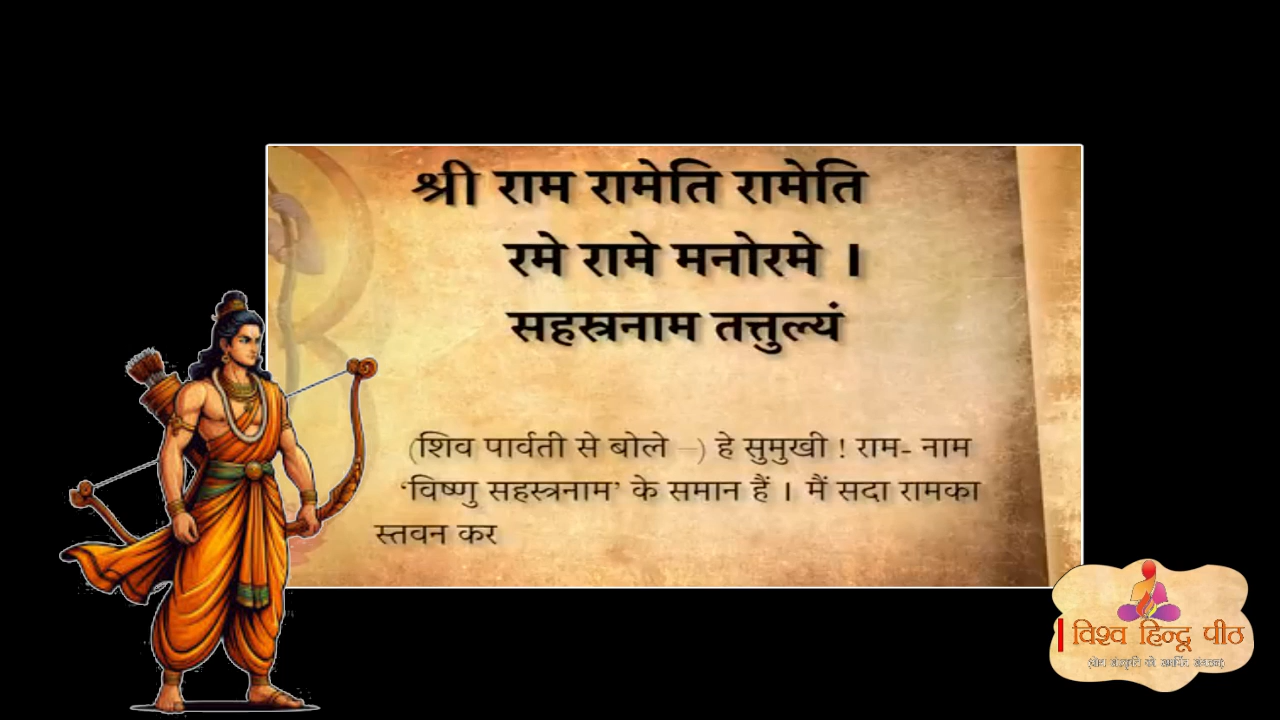 श्री राम रामेति रामेति
रमे रामे मनोरमे ।
सहस्त्रनाम तत्तुल्यं
(शिव पार्वती से बोले –) हे सुमुखी ! राम- नाम
‘विष्णु सहस्त्रनाम’ के समान हैं । मैं सदा रामका
स्तवन कर
विश्व हिन्दू पीठ